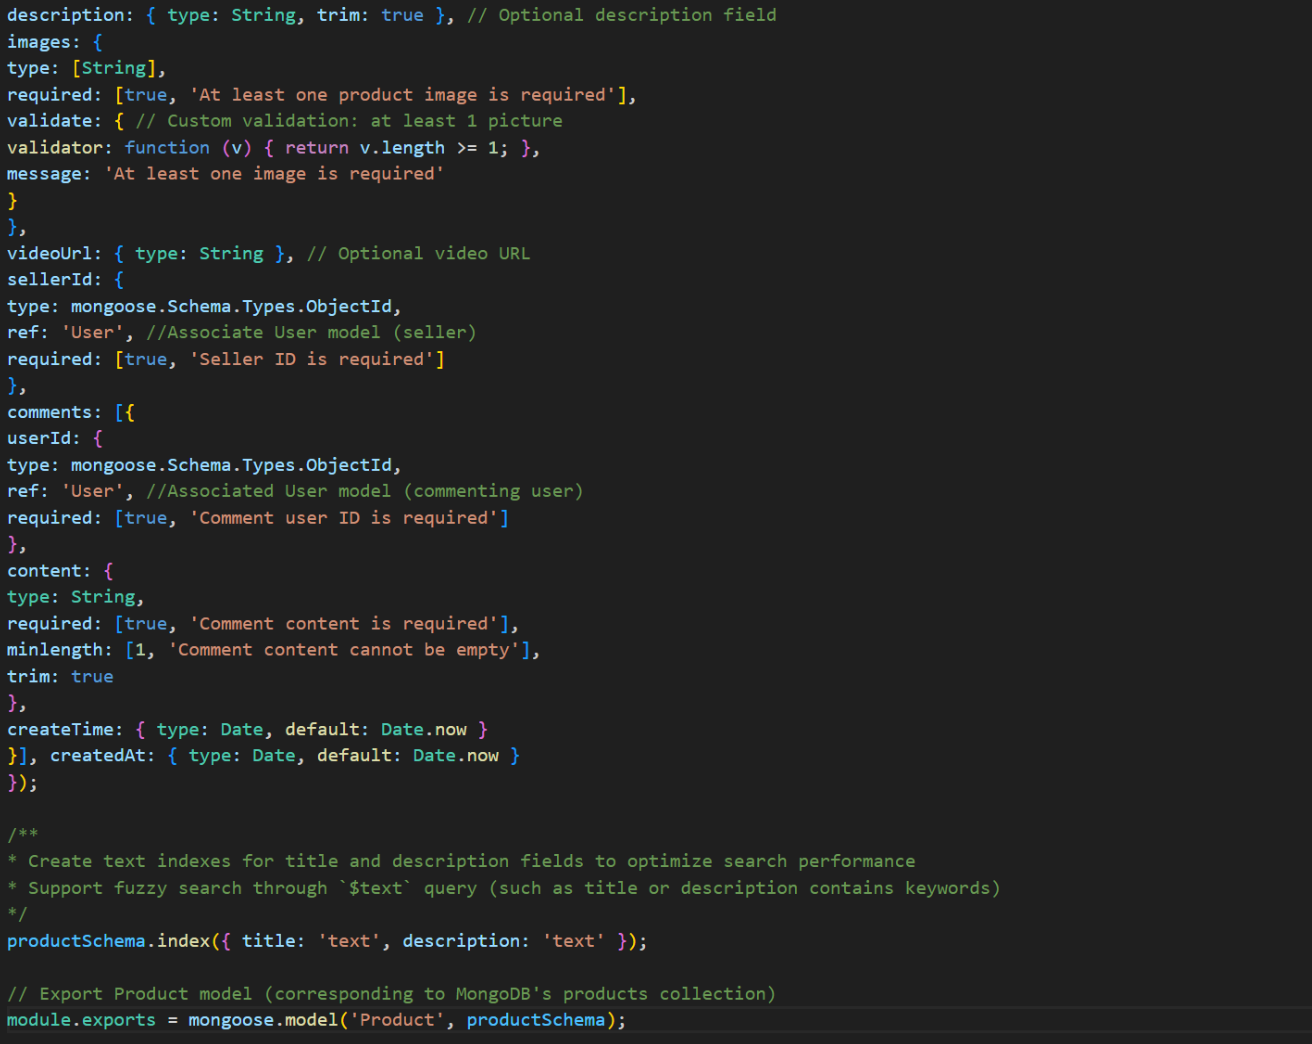 description: { type: String, trim: true }, // Optional description field
images: {
type: [String],
required: [true, 'At least one product image is required'],
validate: { // Custom validation: at least 1 picture
validator: function (v) { return v.length >= 1; },
message: 'At least one image is required'
}
},
videoUrl: { type: String }, // Optional video URL
sellerId: {
type: mongoose.Schema.Types.ObjectId,
ref: 'User', //Associate User model (seller)
required: [true, 'Seller ID is required']
},
comments: [{
userId: {
type: mongoose.Schema.Types.ObjectId,
ref: 'User', //Associated User model (commenting user)
required: [true, 'Comment user ID is required']
},
content: {
type: String,
required: [true, 'Comment content is required'],
minlength: [1, 'Comment content cannot be empty'],
trim: true
},
createTime: { type: Date, default: Date.now }
}], createdAt: { type: Date, default: Date.now }
});

/**
* Create text indexes for title and description fields to optimize search performance
* Support fuzzy search through `$text` query (such as title or description contains keywords)
*/
productSchema.index({ title: 'text', description: 'text' });

// Export Product model (corresponding to MongoDB's products collection)
module.exports = mongoose.model('Product', productSchema);